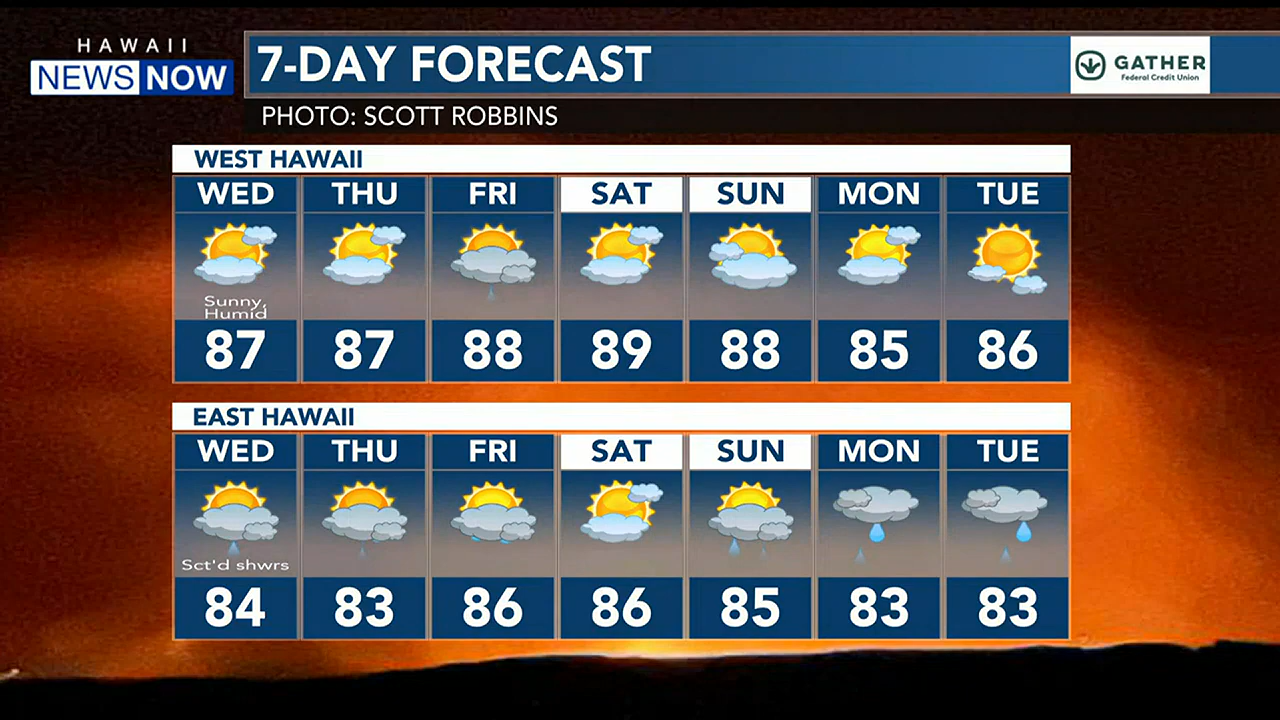 HAWAII
NEWS NOW
7-DAY FORECAST
GATHER
Federal Credit Union
PHOTO: SCOTT ROBBINS
WEST HAWAII
WED THU FRI SAT SUN MON TUE
Sunny,
Humid
87 87 88 89 88 85 86
EAST HAWAII
WED THU FRI SAT SUN MON TUE
Sct'd shwrs
84 83 86 86 85 83 83